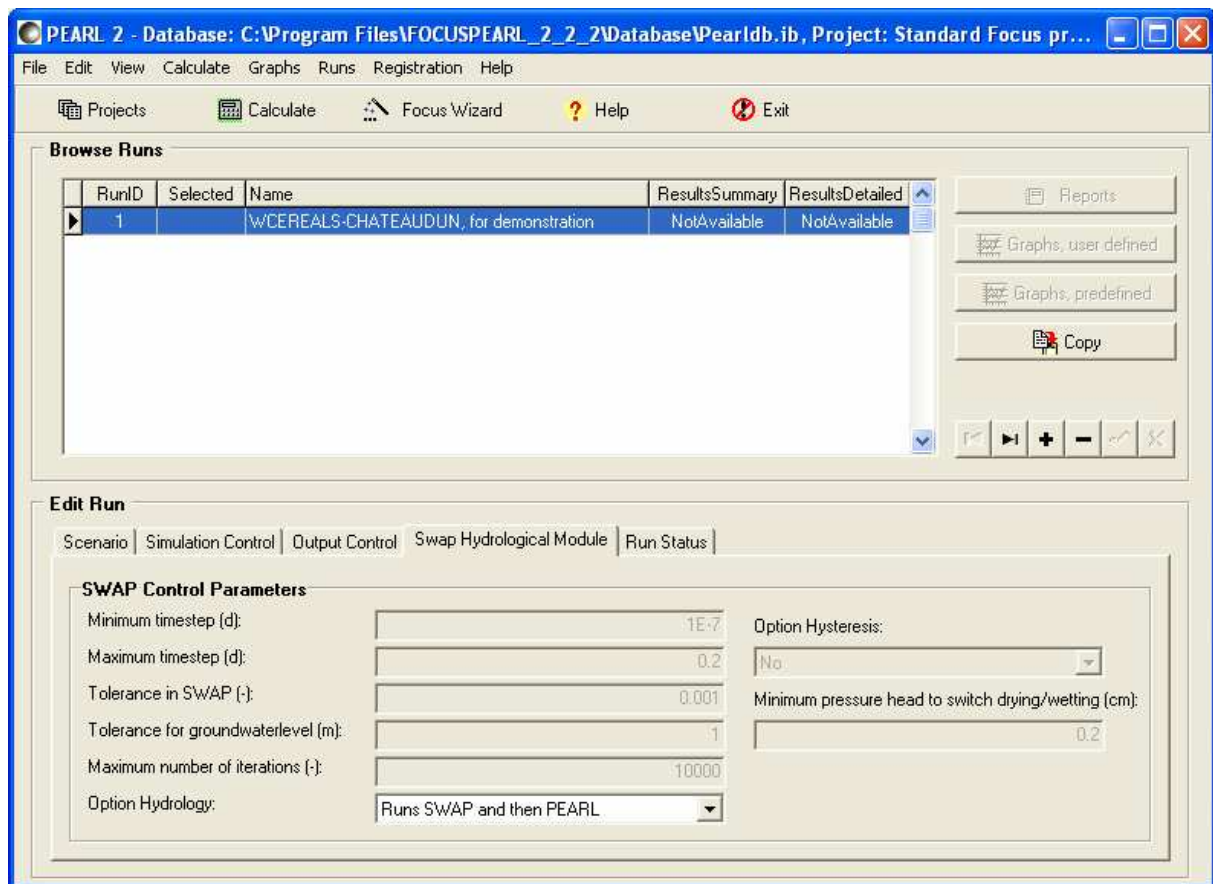 PEARL 2 - Database: C:\Program Files\FOCUSPEARL_2_2_2\Database\Pearldb.ib, Project: Standard Focus pr...
File Edit View Calculate Graphs Runs Registration Help
Projects Calculate Focus Wizard Help Exit
Browse Runs
RunID Selected Name ResultsSummary ResultsDetailed
1 WCEREALS-CHATEAUDUN, for demonstration NotAvailable NotAvailable
Reports
Graphs, user defined
Graphs, predefined
Copy
Edit Run
Scenario Simulation Control Output Control Swap Hydrological Module Run Status
SWAP Control Parameters
Minimum timestep (d): 1E-7
Maximum timestep (d): 0.2
Tolerance in SWAP (-): 0.001
Tolerance for groundwaterlevel (m): 1
Maximum number of iterations (-): 10000
Option Hydrology: Runs SWAP and then PEARL
Option Hysteresis:
No
Minimum pressure head to switch drying/wetting (cm):
0.2